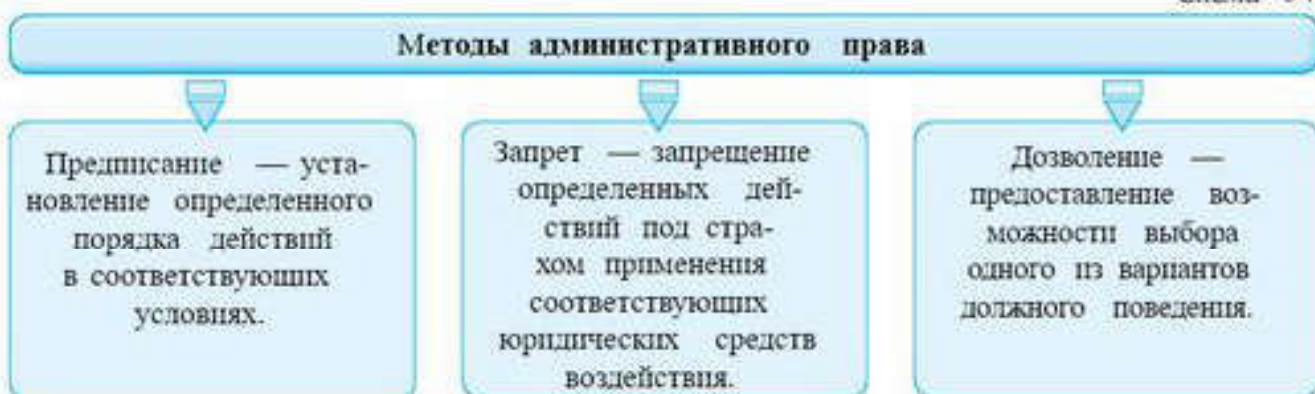 Методы административного права
Предписание — уста-
новление определенного
порядка действий
в соответствующих
условиях.
Запрет — запрещение
определенных дей-
ствий под стра-
хом применения
соответствующих
юридических средств
воздействия.
Дозволение —
предоставление воз-
можности выбора
одного из вариантов
должного поведения.